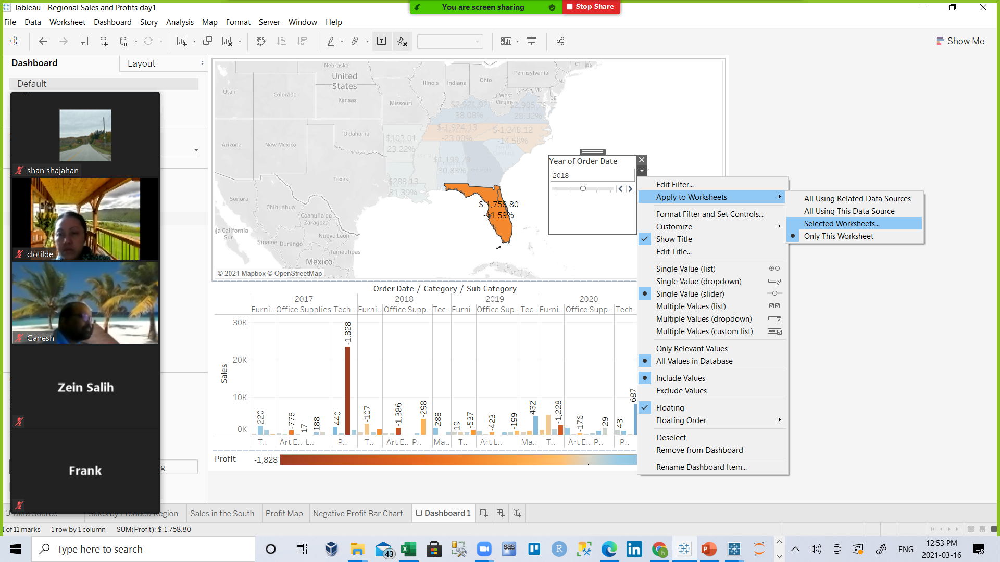 Tableau - Regional Sales and Profits day1
You are screen sharing
Stop Share
File Data Worksheet Dashboard Story Analysis Map Format Server Window Help
Show Me
Dashboard
Layout
Default
shan shajahan
clotilde
Ganesh
Zein Salih
Frank
Nebraska
United States
Utah
Colorado
Kansas
Missouri
Illinois
Indiana
Ohio
Pennsylvania
CT
NJ
MD
DE
West Virginia
$2,921.92
38.08%
$2,985.79
28.32%
$-1,924.13
-23.00%
$-1,248.12
-14.58%
Arizona
New Mexico
Oklahoma
$103.01
23.22%
$1,199.79
30.83%
Georgia
South Carolina
Texas
$288.13
31.39%
$-1,758.80
-11.59%
Sonora
Chihuahua
Coahuila de Zaragoza
Sinaloa
Durango
Nuevo León
Tamaulipas
Mexico
© 2021 Mapbox © OpenStreetMap
Year of Order Date
2018
Edit Filter...
Apply to Worksheets
Format Filter and Set Controls...
Customize
Show Title
Edit Title...
Single Value (list)
Single Value (dropdown)
Single Value (slider)
Multiple Values (list)
Multiple Values (dropdown)
Multiple Values (custom list)
Only Relevant Values
All Values in Database
Include Values
Exclude Values
Floating
Floating Order
Deselect
Remove from Dashboard
Rename Dashboard Item...
All Using Related Data Sources
All Using This Data Source
Selected Worksheets...
Only This Worksheet
Order Date / Category / Sub-Category
2017 2018 2019 2020
Furni.. Office Supplies Tech.. Furni.. Office Supp.. Tec.. Furni.. Office Sup.. Tec.. Furni.. Office Supp.. Tech..
Sales
30K
20K
10K
0K
220 -776 17 188 440 -1,828 -107 -1,386 -298 288 19 -537 -423 -199 432 -1,228 -176 29 43 687
T.. Art E.. L.. P.. T.. Art E.. P.. Ma.. T.. Art L.. Ma.. T.. Art E.. P.. P..
Profit
-1,828
Data Source
Sales by Product/Region
Sales in the South
Profit Map
Negative Profit Bar Chart
Dashboard 1
1 of 11 marks 1 row by 1 column SUM(Profit): $-1,758.80
Type here to search
43
sas
ENG
12:53 PM
2021-03-16